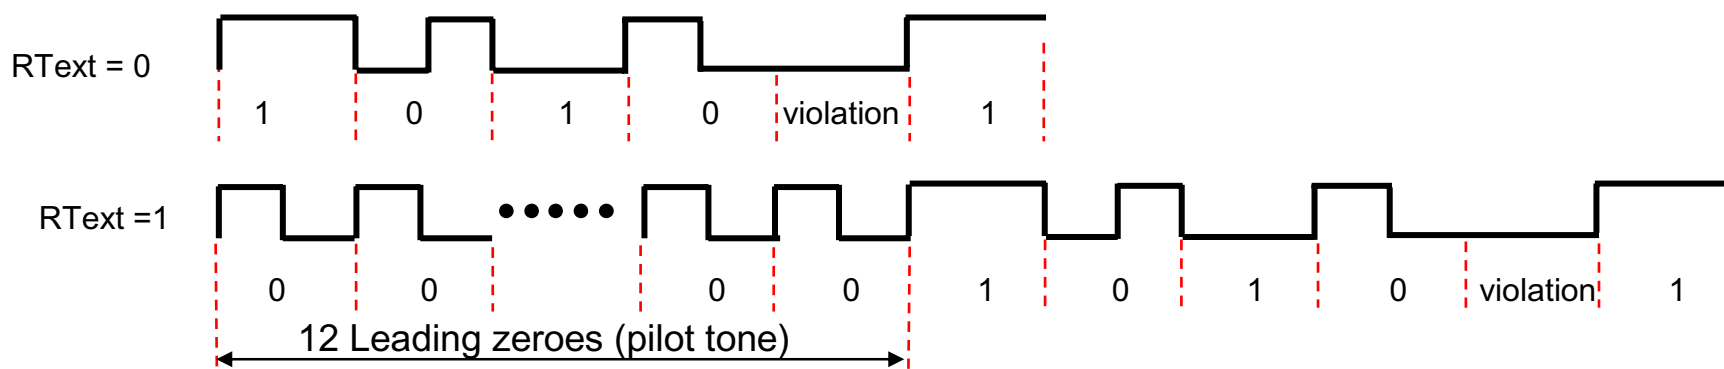 RText = 0
1 0 1 0 violation 1
RText =1
0 0 0 0 1 0 1 0 violation 1
12 Leading zeroes (pilot tone)